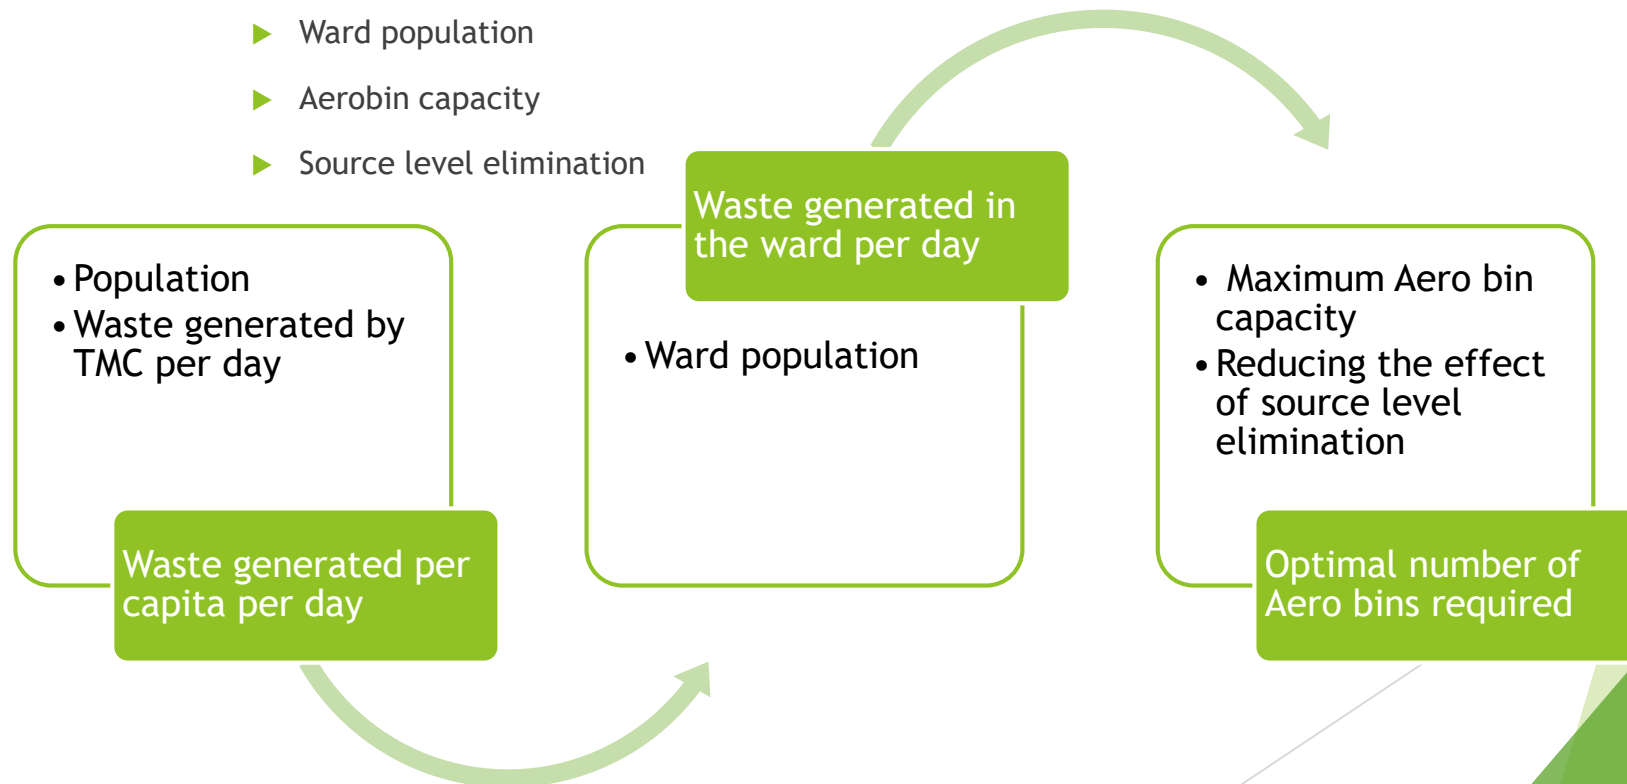 Ward population
Aerobin capacity
Source level elimination
• Population
• Waste generated by
TMC per day
Waste generated per
capita per day
Waste generated in
the ward per day
• Ward population
• Maximum Aero bin
capacity
• Reducing the effect
of source level
elimination
Optimal number of
Aero bins required